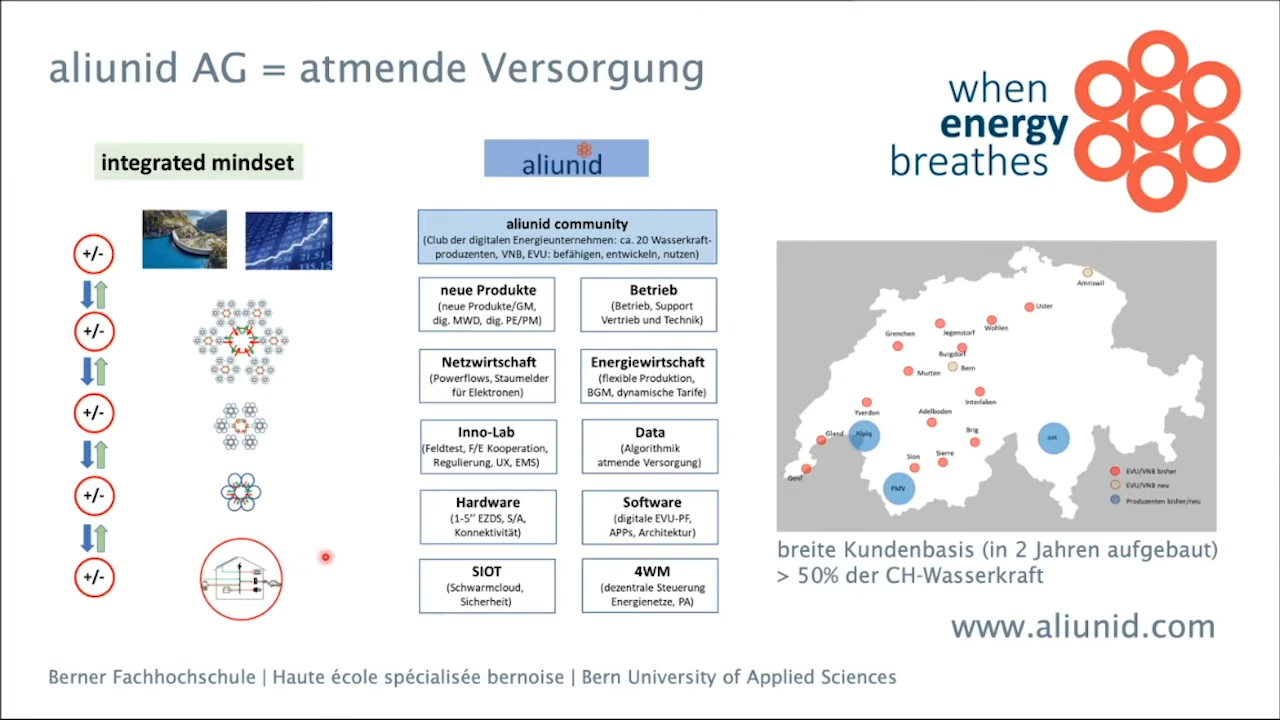 aliunid AG = atmende Versorgung
when
energy
breathes
integrated mindset
aliunid
+/-
+/-
+/-
+/-
+/-
aliunid community
(Club der digitalen Energieunternehmen: ca. 20 Wasserkraft-
produzenten, VNB, EVU: befähigen, entwickeln, nutzen)
neue Produkte
(neue Produkte/GM,
dig. MWD, dig. PE/PM)
Betrieb
(Betrieb, Support
Vertrieb und Technik)
Netzwirtschaft
(Powerflows, Staumelder
für Elektronen)
Energiewirtschaft
(flexible Produktion,
BGM, dynamische Tarife)
Inno-Lab
(Feldtest, F/E Kooperation,
Regulierung, UX, EMS)
Data
(Algorithmik
atmende Versorgung)
Hardware
(1-5'' EZDS, S/A,
Konnektivität)
Software
(digitale EVU-PF,
APPs, Architektur)
SIOT
(Schwarmcloud,
Sicherheit)
4WM
(dezentrale Steuerung
Energienetze, PA)
Amriswil
Uster
Wohlen
Jegenstorf
Grenchen
Burgdorf
Bern
Murten
Interlaken
Yverdon
Adelboden
Gland
Alpiq
Brig
aet
Sion
Sierre
Genf
FMV
EVU/VNB bisher
EVU/VNB neu
Produzenten bisher/neu
breite Kundenbasis (in 2 Jahren aufgebaut)
> 50% der CH-Wasserkraft
www.aliunid.com
Berner Fachhochschule | Haute école spécialisée bernoise | Bern University of Applied Sciences